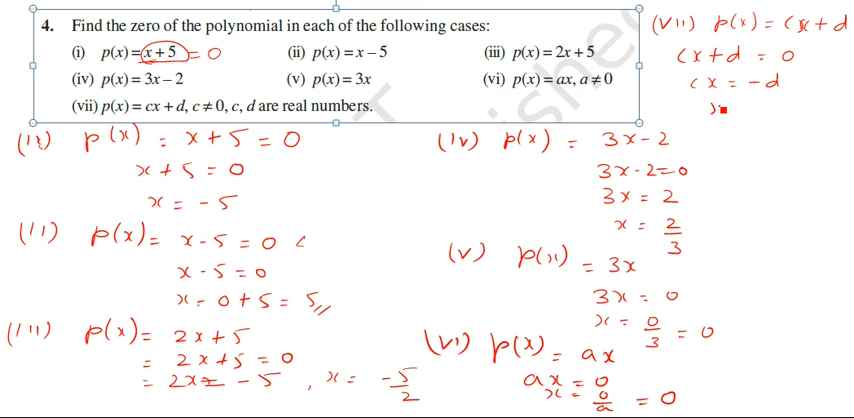 4. Find the zero of the polynomial in each of the following cases:
(i) p(x) = x + 5 = 0 (ii) p(x) = x – 5 (iii) p(x) = 2x + 5
(iv) p(x) = 3x – 2 (v) p(x) = 3x (vi) p(x) = ax, a ≠ 0
(vii) p(x) = cx + d, c ≠ 0, c, d are real numbers.
(vii) p(x) = cx + d
cx + d = 0
cx = -d
p(x) = x + 5 = 0
x + 5 = 0
x = -5
(ii) p(x) = x - 5 = 0
x - 5 = 0
x = 0 + 5 = 5
(iii) p(x) = 2x + 5
= 2x + 5 = 0
= 2x = -5, x = -5/2
(iv) p(x) = 3x - 2
3x - 2 = 0
3x = 2
x = 2/3
(v) p(x) = 3x
3x = 0
x = 0/3 = 0
(vi) p(x) = ax
ax = 0
x = 0/a = 0